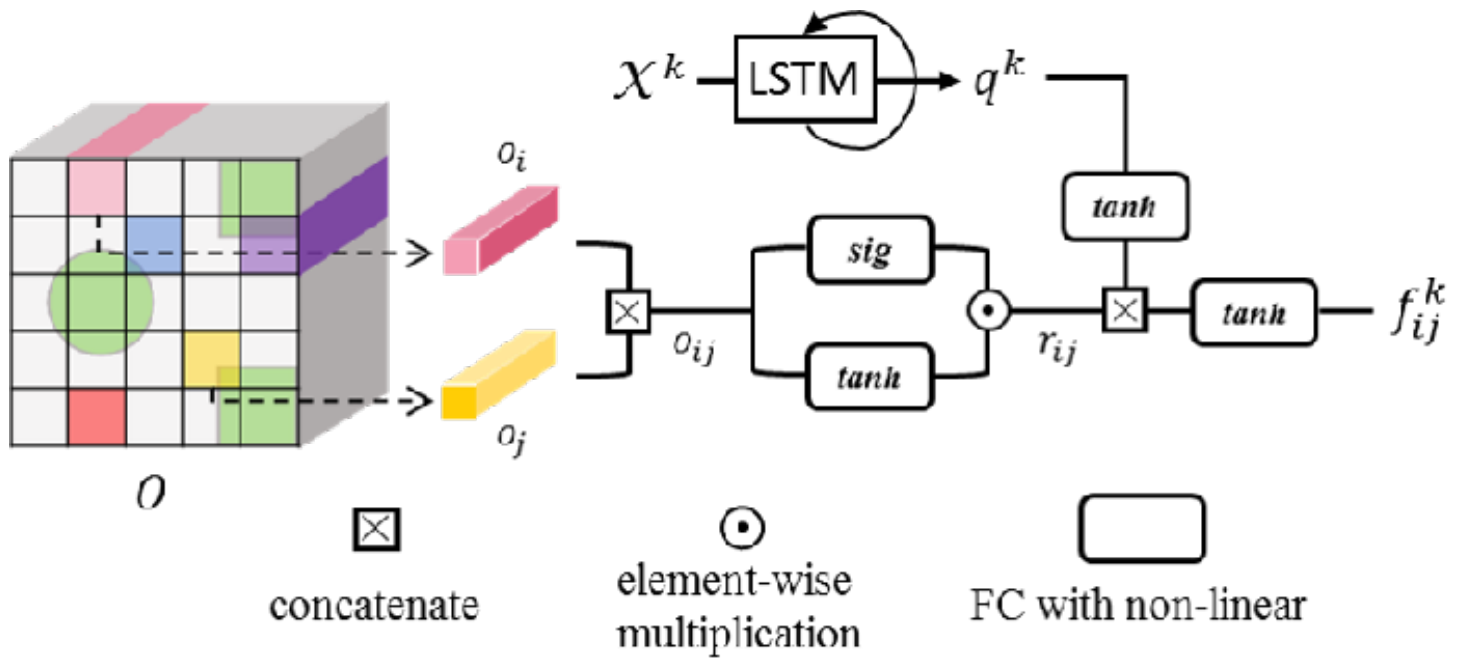 χ^k LSTM q^k
o_i
tanh
sig
o_ij
r_ij
tanh
f_ij^k
tanh
o_j
O
concatenate
element-wise
multiplication
FC with non-linear